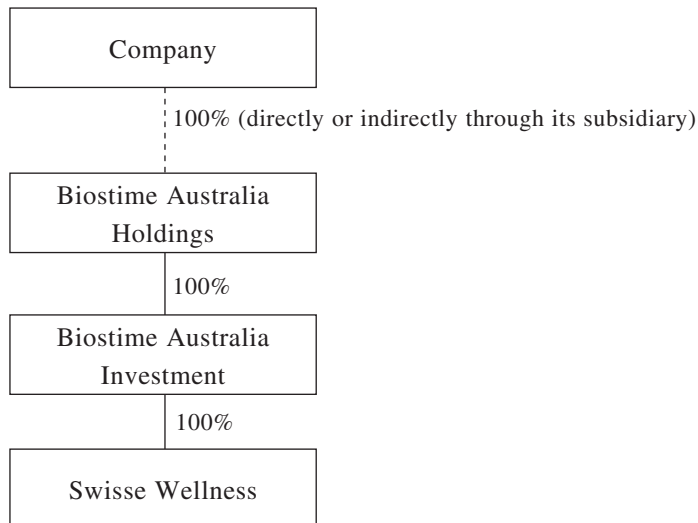 Company
100% (directly or indirectly through its subsidiary)
Biostime Australia
Holdings
100%
Biostime Australia
Investment
100%
Swisse Wellness